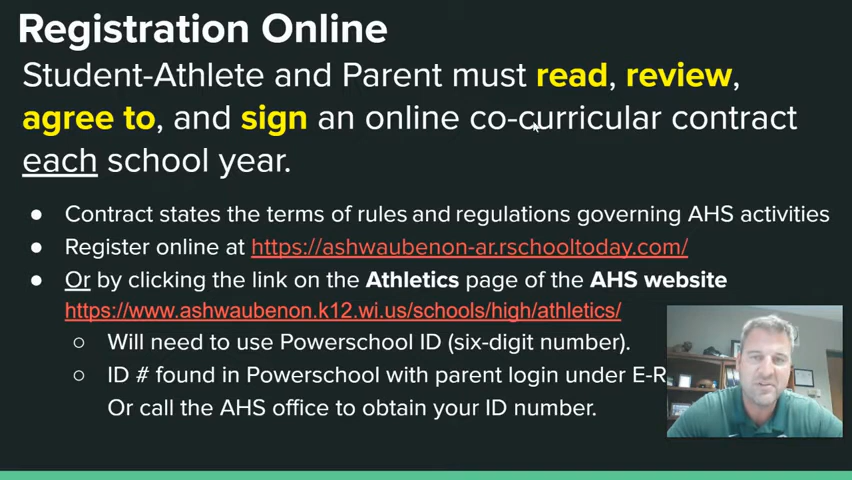 Registration Online
Student-Athlete and Parent must read, review,
agree to, and sign an online co-curricular contract
each school year.
● Contract states the terms of rules and regulations governing AHS activities
● Register online at https://ashwaubenon-ar.rschooltoday.com/
● Or by clicking the link on the Athletics page of the AHS website
https://www.ashwaubenon.k12.wi.us/schools/high/athletics/
○ Will need to use Powerschool ID (six-digit number).
○ ID # found in Powerschool with parent login under E-R
Or call the AHS office to obtain your ID number.